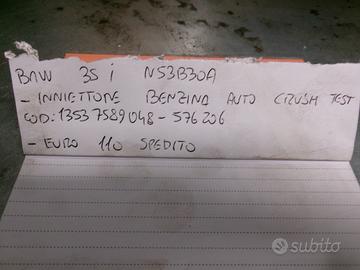 BMW 35 i N53B30A
- INNIETTORE BENZINA AUTO CRUSH TEST
COD: 13537589048 - 576206
- EURO 110 SPEDITO
subito